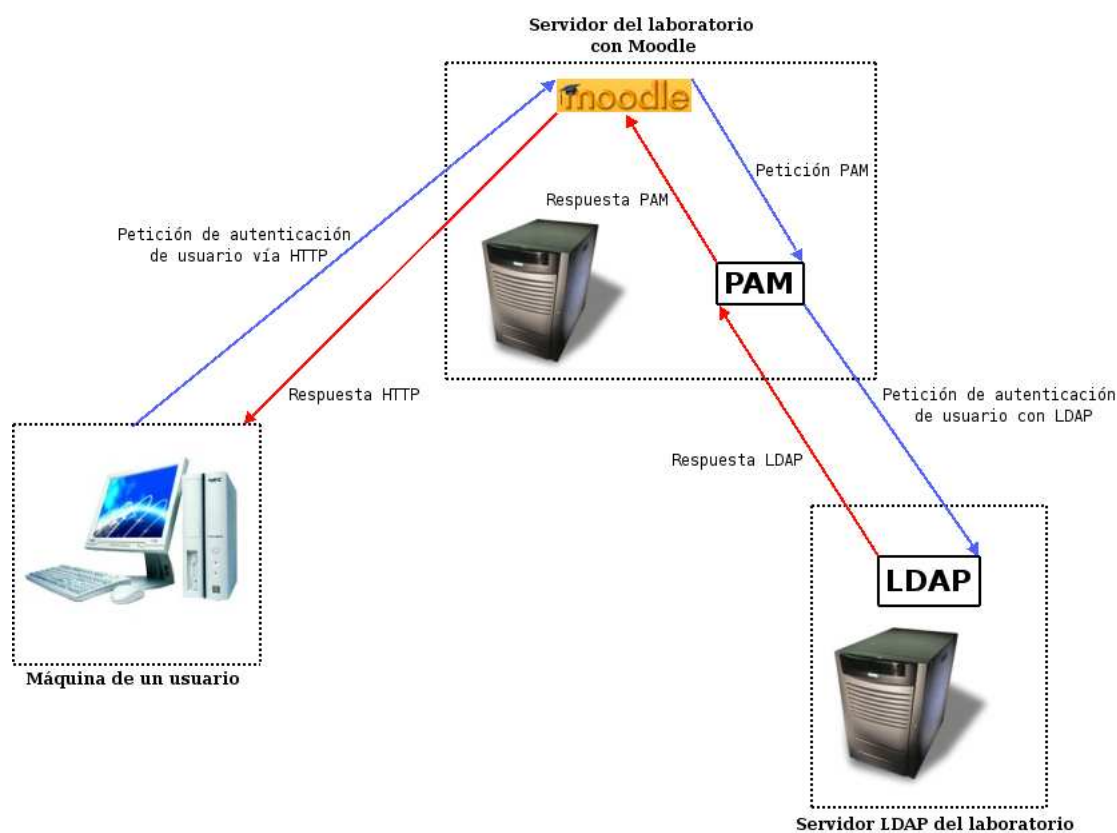 Servidor del laboratorio
con Moodle
moodle
Petición PAM
Respuesta PAM
Petición de autenticación
de usuario vía HTTP
PAM
Respuesta HTTP
Petición de autenticación
de usuario con LDAP
Respuesta LDAP
LDAP
Máquina de un usuario
Servidor LDAP del laboratorio